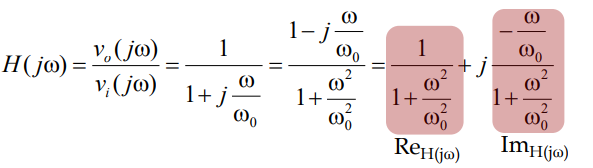 H(jω) = v_o(jω)/v_i(jω) = 1/(1+j ω/ω_0) = (1−j ω/ω_0)/(1+ω²/ω_0²) = 1/(1+ω²/ω_0²) + j (−ω/ω_0)/(1+ω²/ω_0²)
Re_H(jω) Im_H(jω)